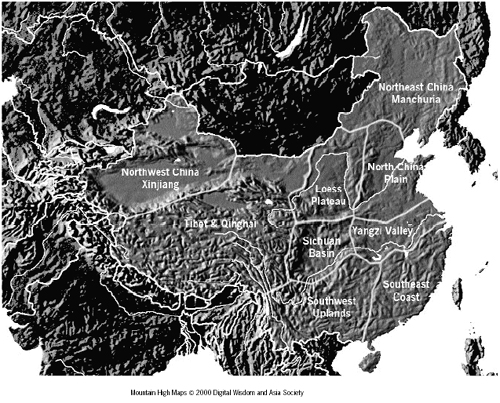 Northeast China
Manchuria
Northwest China
Xinjiang
North China
Plain
Loess
Plateau
Tibet & Qinghai
Yangzi Valley
Sichuan
Basin
Southeast
Coast
Southwest
Uplands
Mountain High Maps © 2000 Digital Wisdom and Asia Society